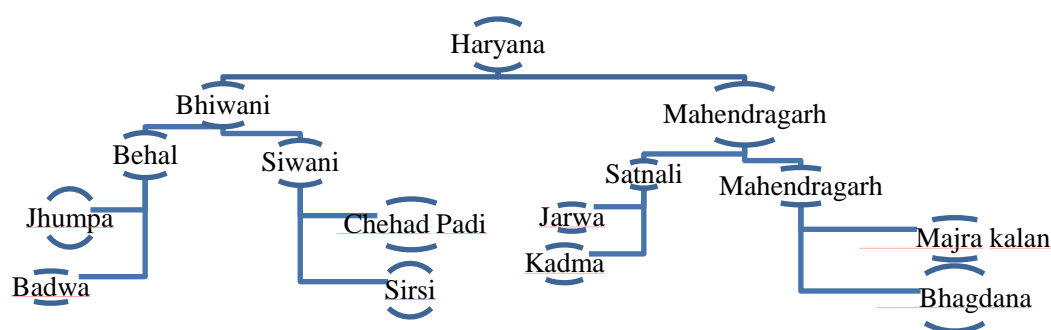 Haryana
Bhiwani
Mahendragarh
Behal
Siwani
Satnali
Mahendragarh
Jhumpa
Chehad Padi
Jarwa
Majra kalan
Badwa
Sirsi
Kadma
Bhagdana